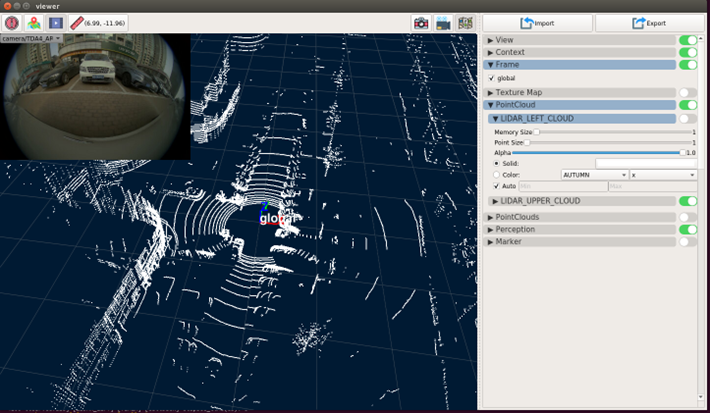 viewer
(6.99, -11.96)
Import
Export
camera/TDA4_AP
View
Context
Frame
global
Texture Map
PointCloud
LIDAR_LEFT_CLOUD
Memory Size
1
Point Size
1
Alpha
1.0
Solid:
Color:
AUTUMN
x
Auto
Min
Max
LIDAR_UPPER_CLOUD
PointClouds
Perception
Marker
global